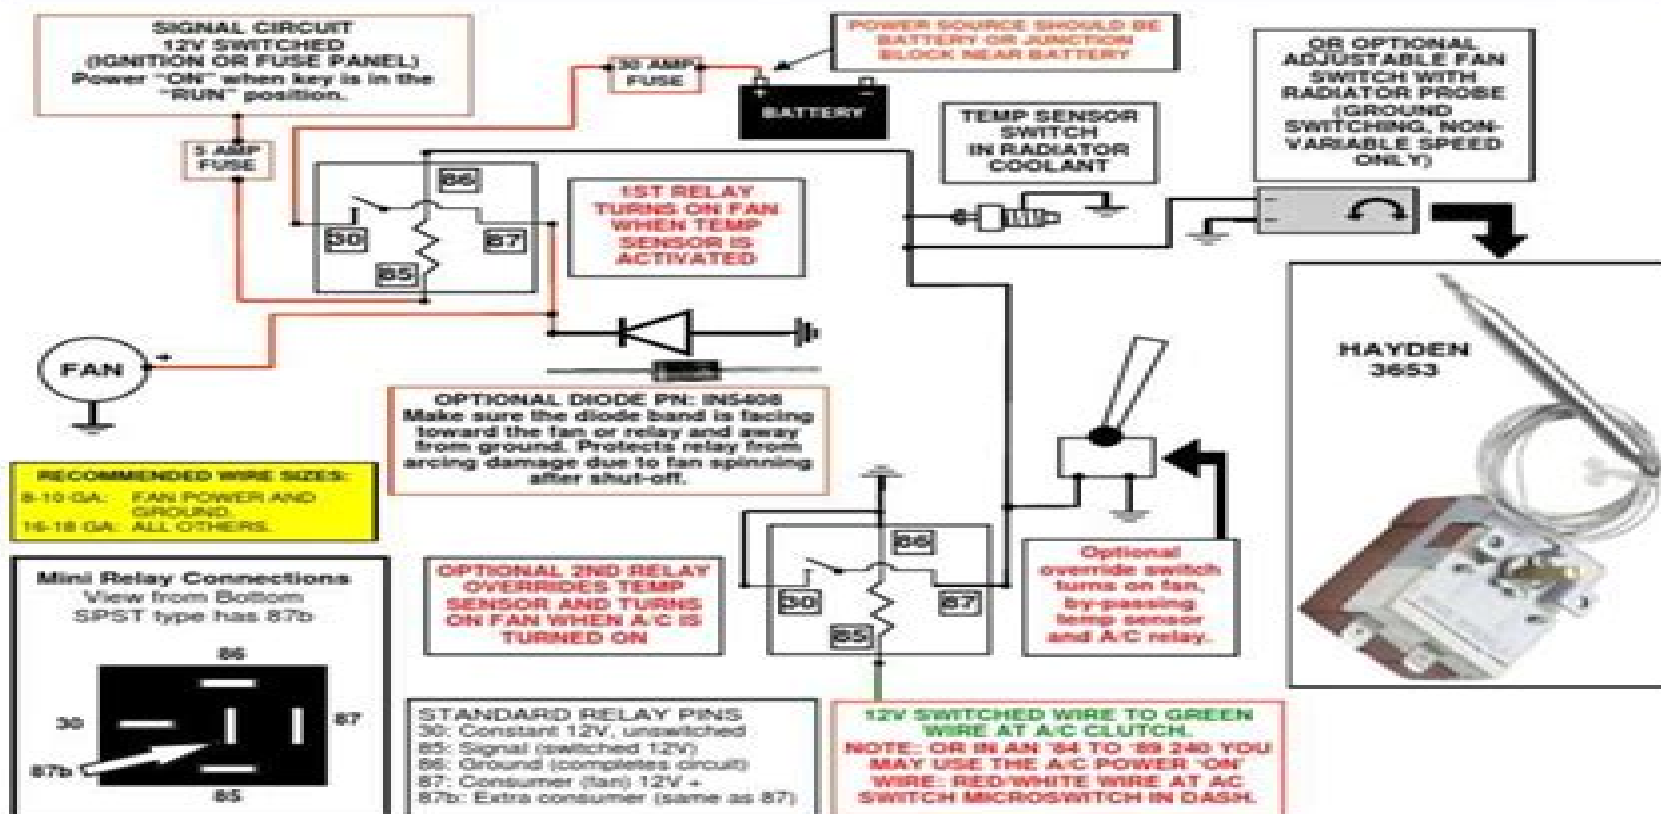 SIGNAL CIRCUIT
12V SWITCHED
(IGNITION OR FUSE PANEL)
Power "ON" when key is in the
"RUN" position.
5 AMP
FUSE
30 AMP
FUSE
POWER SOURCE SHOULD BE
BATTERY OR JUNCTION
BLOCK NEAR BATTERY
+
-
BATTERY
TEMP SENSOR
SWITCH
IN RADIATOR
COOLANT
OR OPTIONAL
ADJUSTABLE FAN
SWITCH WITH
RADIATOR PROBE
(GROUND
SWITCHING, NON-
VARIABLE SPEED
ONLY)
86
30
87
85
1ST RELAY
TURNS ON FAN
WHEN TEMP
SENSOR IS
ACTIVATED
FAN
+
HAYDEN
3653
OPTIONAL DIODE PN: IN5408
Make sure the diode band is facing
toward the fan or relay and away
from ground. Protects relay from
arcing damage due to fan spinning
after shut-off.
RECOMMENDED WIRE SIZES:
8-10 GA: FAN POWER AND
GROUND.
16-18 GA: ALL OTHERS.
Mini Relay Connections
View from Bottom
SPST type has 87b
86
30
87
87b
85
OPTIONAL 2ND RELAY
OVERRIDES TEMP
SENSOR AND TURNS
ON FAN WHEN A/C IS
TURNED ON
86
30
87
85
Optional
override switch
turns on fan,
by-passing
temp sensor
and A/C relay.
STANDARD RELAY PINS
30: Constant 12V, unswitched
85: Signal (switched 12V)
86: Ground (completes circuit)
87: Consumer (fan) 12V +
87b: Extra consumer (same as 87)
12V SWITCHED WIRE TO GREEN
WIRE AT A/C CLUTCH.
NOTE: OR IN AN '84 TO '89 240 YOU
MAY USE THE A/C POWER 'ON'
WIRE: RED/WHITE WIRE AT AC
SWITCH MICROSWITCH IN DASH.